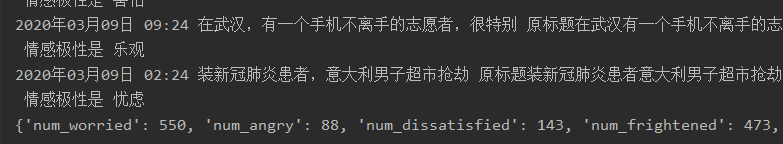 情感极性是 害怕
2020年03月09日 09:24 在武汉，有一个手机不离手的志愿者，很特别 原标题在武汉有一个手机不离手的志
情感极性是 乐观
2020年03月09日 02:24 装新冠肺炎患者，意大利男子超市抢劫 原标题装新冠肺炎患者意大利男子超市抢劫
情感极性是 忧虑
{'num_worried': 550, 'num_angry': 88, 'num_dissatisfied': 143, 'num_frightened': 473,